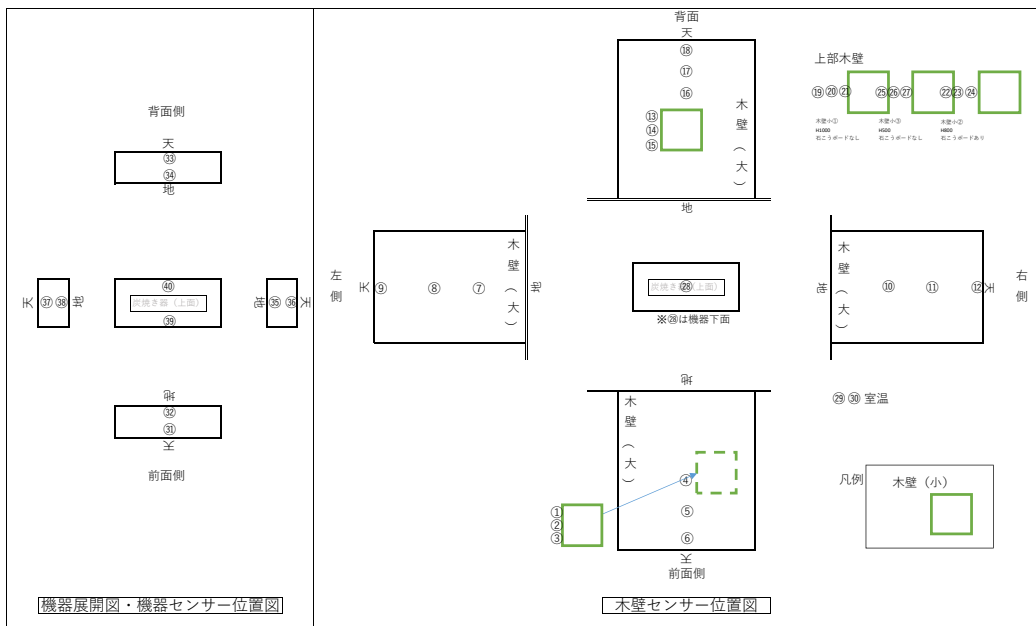 背面側
天
㉝
㉞
地
天
㊲㊳
地
㊵
炭焼き器（上面）
㊴
地
㉟
㊱
天
地
㉜
㉛
天
前面側
機器展開図・機器センサー位置図
背面
天
⑱
⑰
⑯
⑬
⑭
⑮
木壁（大）
地
上部木壁
⑲⑳㉑
㉕㉖㉗
㉒㉓㉔
木壁小①
H1000
石こうボードなし
木壁小③
H500
石こうボードなし
木壁小②
H800
石こうボードあり
左側
天
⑨
⑧
⑦
木壁（大）
地
炭焼き器（上面）
㉘
※㉘は機器下面
地
木壁（大）
⑩
⑪
⑫
天
右側
地
木壁（大）
④
⑤
⑥
①
②
③
天
前面側
㉙㉚室温
凡例
木壁（小）
木壁センサー位置図